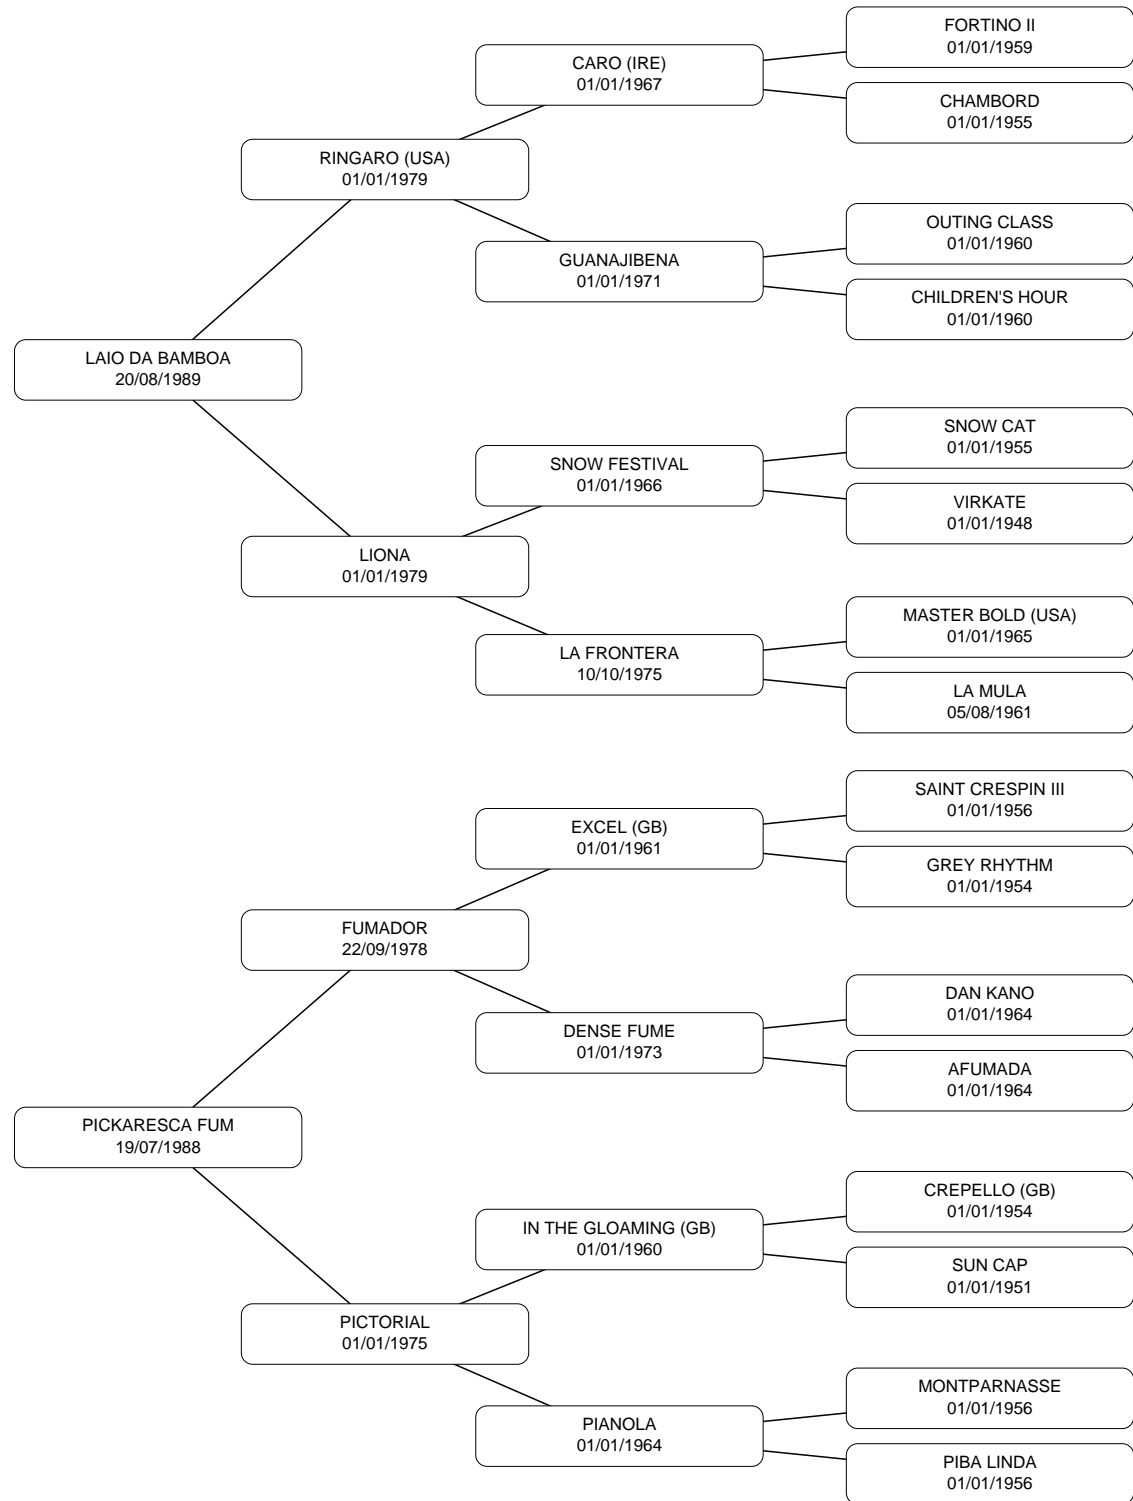 FORTINO II
01/01/1959
CARO (IRE)
01/01/1967
CHAMBORD
01/01/1955
RINGARO (USA)
01/01/1979
OUTING CLASS
01/01/1960
GUANAJIBENA
01/01/1971
CHILDREN'S HOUR
01/01/1960
LAIO DA BAMBOA
20/08/1989
SNOW CAT
01/01/1955
SNOW FESTIVAL
01/01/1966
VIRKATE
01/01/1948
LIONA
01/01/1979
MASTER BOLD (USA)
01/01/1965
LA FRONTERA
10/10/1975
LA MULA
05/08/1961
SAINT CRESPIN III
01/01/1956
EXCEL (GB)
01/01/1961
GREY RHYTHM
01/01/1954
FUMADOR
22/09/1978
DAN KANO
01/01/1964
DENSE FUME
01/01/1973
AFUMADA
01/01/1964
PICKARESCA FUM
19/07/1988
CREPELLO (GB)
01/01/1954
IN THE GLOAMING (GB)
01/01/1960
SUN CAP
01/01/1951
PICTORIAL
01/01/1975
MONTPARNASSE
01/01/1956
PIANOLA
01/01/1964
PIBA LINDA
01/01/1956